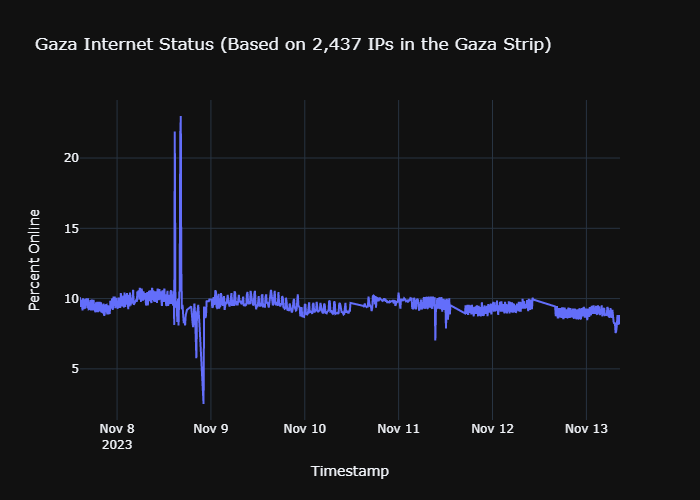 Gaza Internet Status (Based on 2,437 IPs in the Gaza Strip)
Percent Online
20
15
10
5
Nov 8
2023
Nov 9
Nov 10
Nov 11
Nov 12
Nov 13
Timestamp